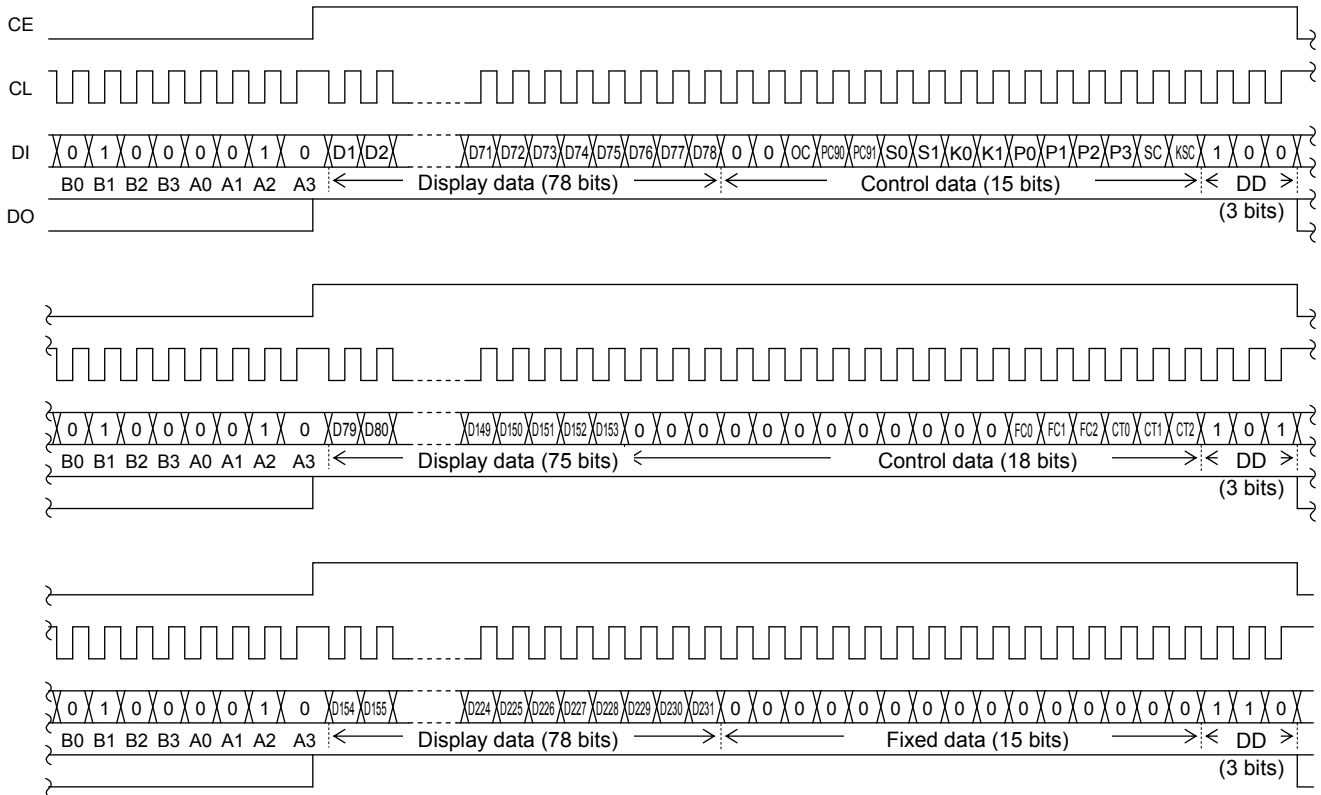 CE
CL
DI 0 1 0 0 0 0 1 0 D1 D2 D71 D72 D73 D74 D75 D76 D77 D78 0 0 OC PC90 PC91 S0 S1 K0 K1 P0 P1 P2 P3 SC KSC 1 0 0
B0 B1 B2 B3 A0 A1 A2 A3 Display data (78 bits) Control data (15 bits) DD
(3 bits)
DO
0 1 0 0 0 0 1 0 D79 D80 D149 D150 D151 D152 D153 0 0 0 0 0 0 0 0 0 0 0 0 FC0 FC1 FC2 CT0 CT1 CT2 1 0 1
B0 B1 B2 B3 A0 A1 A2 A3 Display data (75 bits) Control data (18 bits) DD
(3 bits)
0 1 0 0 0 0 1 0 D154 D155 D224 D225 D226 D227 D228 D229 D230 D231 0 0 0 0 0 0 0 0 0 0 0 0 0 0 0 1 1 0
B0 B1 B2 B3 A0 A1 A2 A3 Display data (78 bits) Fixed data (15 bits) DD
(3 bits)